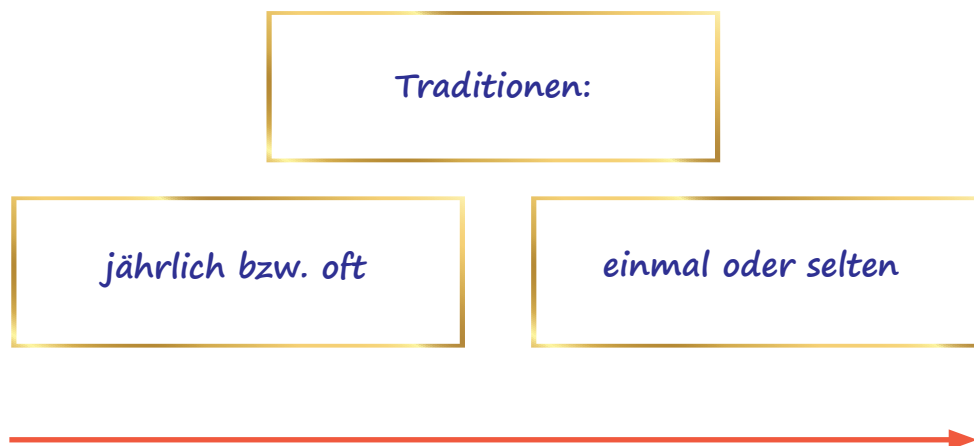 Traditionen:
jährlich bzw. oft
einmal oder selten